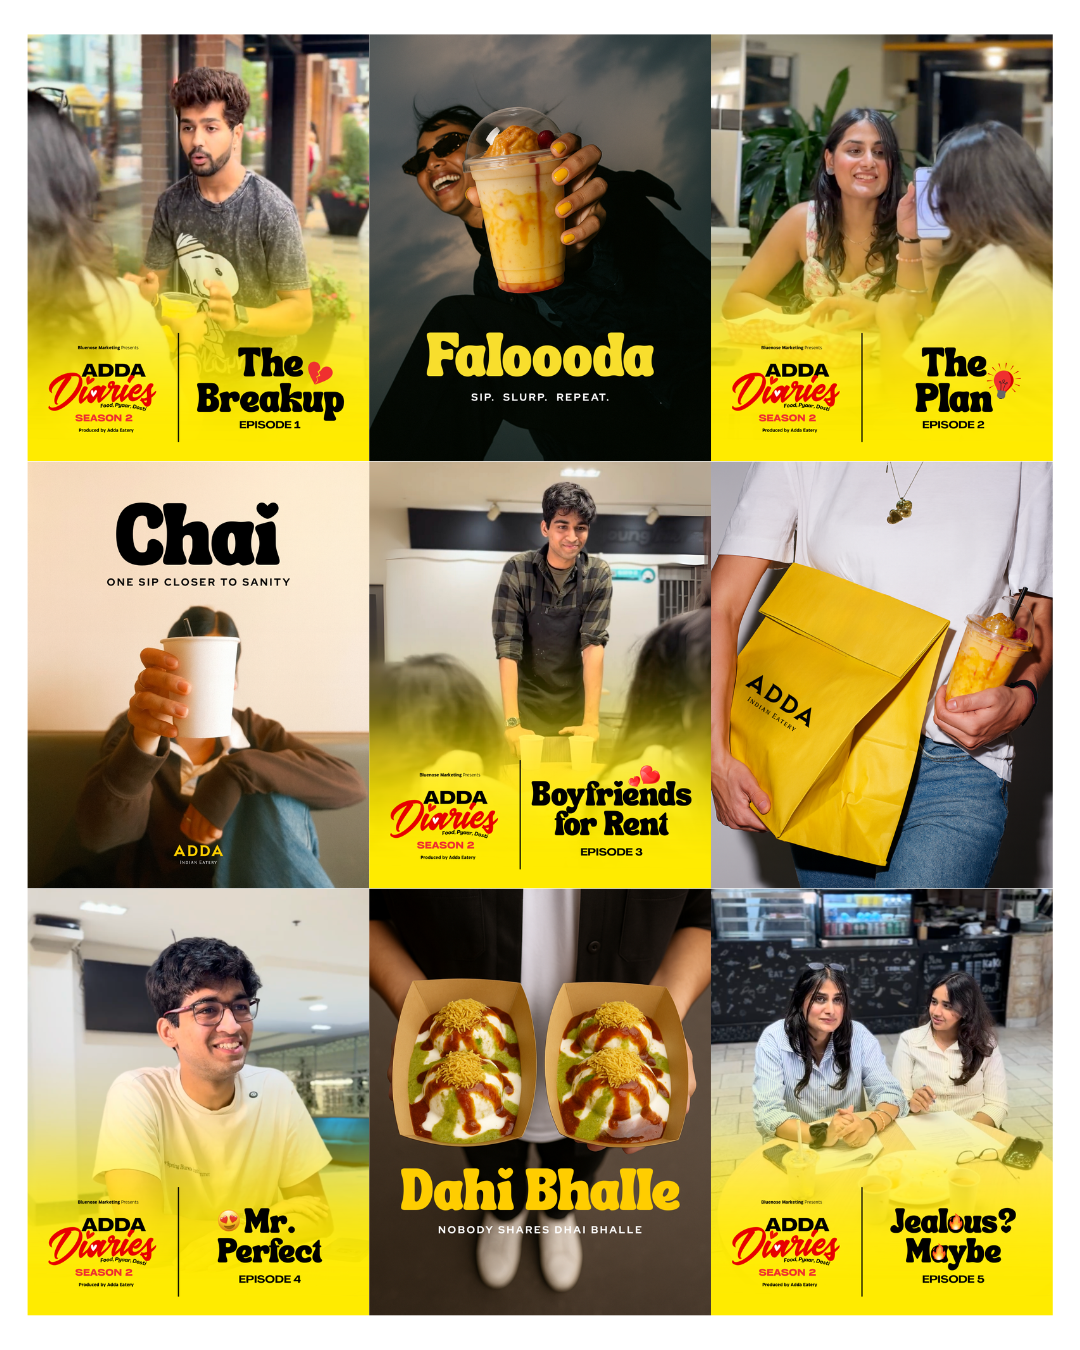 Bluenose Marketing Presents
ADDA
Diaries
Food, Pyaar, Dosti
SEASON 2
Produced by Adda Eatery
The
Breakup
EPISODE 1
Faloooda
SIP. SLURP. REPEAT.
Bluenose Marketing Presents
ADDA
Diaries
Food, Pyaar, Dosti
SEASON 2
Produced by Adda Eatery
The
Plan
EPISODE 2
Chai
ONE SIP CLOSER TO SANITY
ADDA
INDIAN EATERY
Bluenose Marketing Presents
ADDA
Diaries
Food, Pyaar, Dosti
SEASON 2
Produced by Adda Eatery
Boyfriends
for Rent
EPISODE 3
ADDA
INDIAN EATERY
Bluenose Marketing Presents
ADDA
Diaries
Food, Pyaar, Dosti
SEASON 2
Produced by Adda Eatery
Mr.
Perfect
EPISODE 4
Dahi Bhalle
NOBODY SHARES DHAI BHALLE
Bluenose Marketing Presents
ADDA
Diaries
Food, Pyaar, Dosti
SEASON 2
Produced by Adda Eatery
Jealous?
Maybe
EPISODE 5